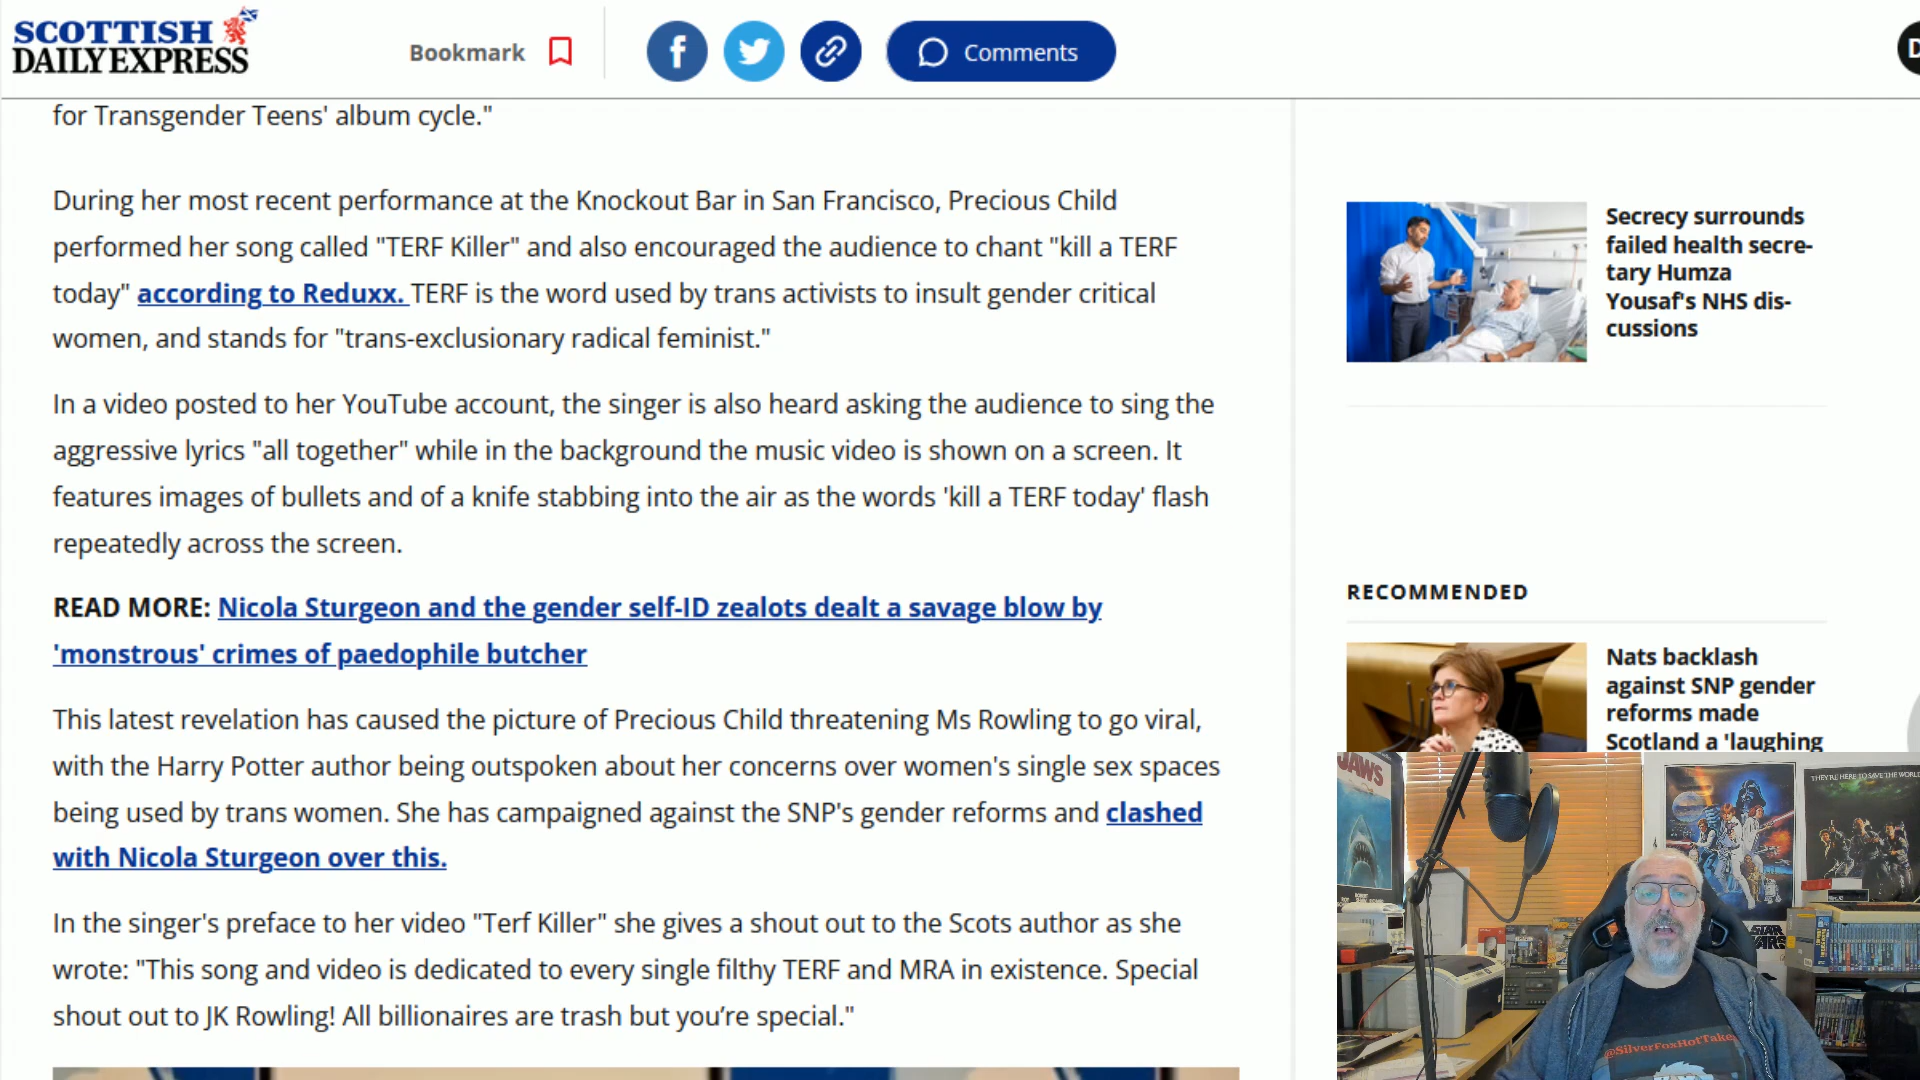 SCOTTISH
DAILY EXPRESS
Bookmark
Comments
D
for Transgender Teens' album cycle."
During her most recent performance at the Knockout Bar in San Francisco, Precious Child
performed her song called "TERF Killer" and also encouraged the audience to chant "kill a TERF
today" according to Reduxx. TERF is the word used by trans activists to insult gender critical
women, and stands for "trans-exclusionary radical feminist."
In a video posted to her YouTube account, the singer is also heard asking the audience to sing the
aggressive lyrics "all together" while in the background the music video is shown on a screen. It
features images of bullets and of a knife stabbing into the air as the words 'kill a TERF today' flash
repeatedly across the screen.
READ MORE: Nicola Sturgeon and the gender self-ID zealots dealt a savage blow by
'monstrous' crimes of paedophile butcher
This latest revelation has caused the picture of Precious Child threatening Ms Rowling to go viral,
with the Harry Potter author being outspoken about her concerns over women's single sex spaces
being used by trans women. She has campaigned against the SNP's gender reforms and clashed
with Nicola Sturgeon over this.
In the singer's preface to her video "Terf Killer" she gives a shout out to the Scots author as she
wrote: "This song and video is dedicated to every single filthy TERF and MRA in existence. Special
shout out to JK Rowling! All billionaires are trash but you're special."
Secrecy surrounds
failed health secre-
tary Humza
Yousaf's NHS dis-
cussions
RECOMMENDED
Nats backlash
against SNP gender
reforms made
Scotland a 'laughing
JAWS
THEY'RE HERE TO SAVE THE WORLD
STAR
WARS
@SilverFoxHotTake